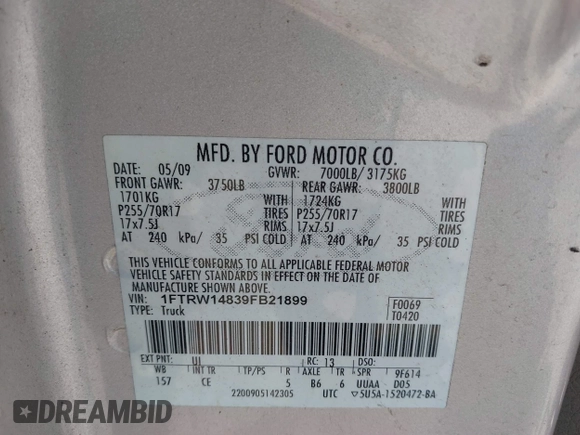 MFD. BY FORD MOTOR CO.
DATE: 05/09 GVWR: 7000LB/ 3175KG
FRONT GAWR: 3750LB REAR GAWR: 3800LB
1701KG WITH 1724KG WITH
P255/70R17 TIRES P255/70R17 TIRES
17x7.5J RIMS 17x7.5J RIMS
AT 240 kPa/ 35 PSI COLD AT 240 kPa/ 35 PSI COLD
THIS VEHICLE CONFORMS TO ALL APPLICABLE FEDERAL MOTOR
VEHICLE SAFETY STANDARDS IN EFFECT ON THE DATE OF
MANUFACTURE SHOWN ABOVE.
VIN: 1FTRW14839FB21899 F0069
TYPE: Truck T0420
EXT PNT: UI RC: 13 DSO:
WB INT TR TP/PS R AXLE TR SPR 9F614
157 CE 5 B6 6 UUAA D05
2200905142305 UTC ▽5U5A-1520472-BA
DREAMBID